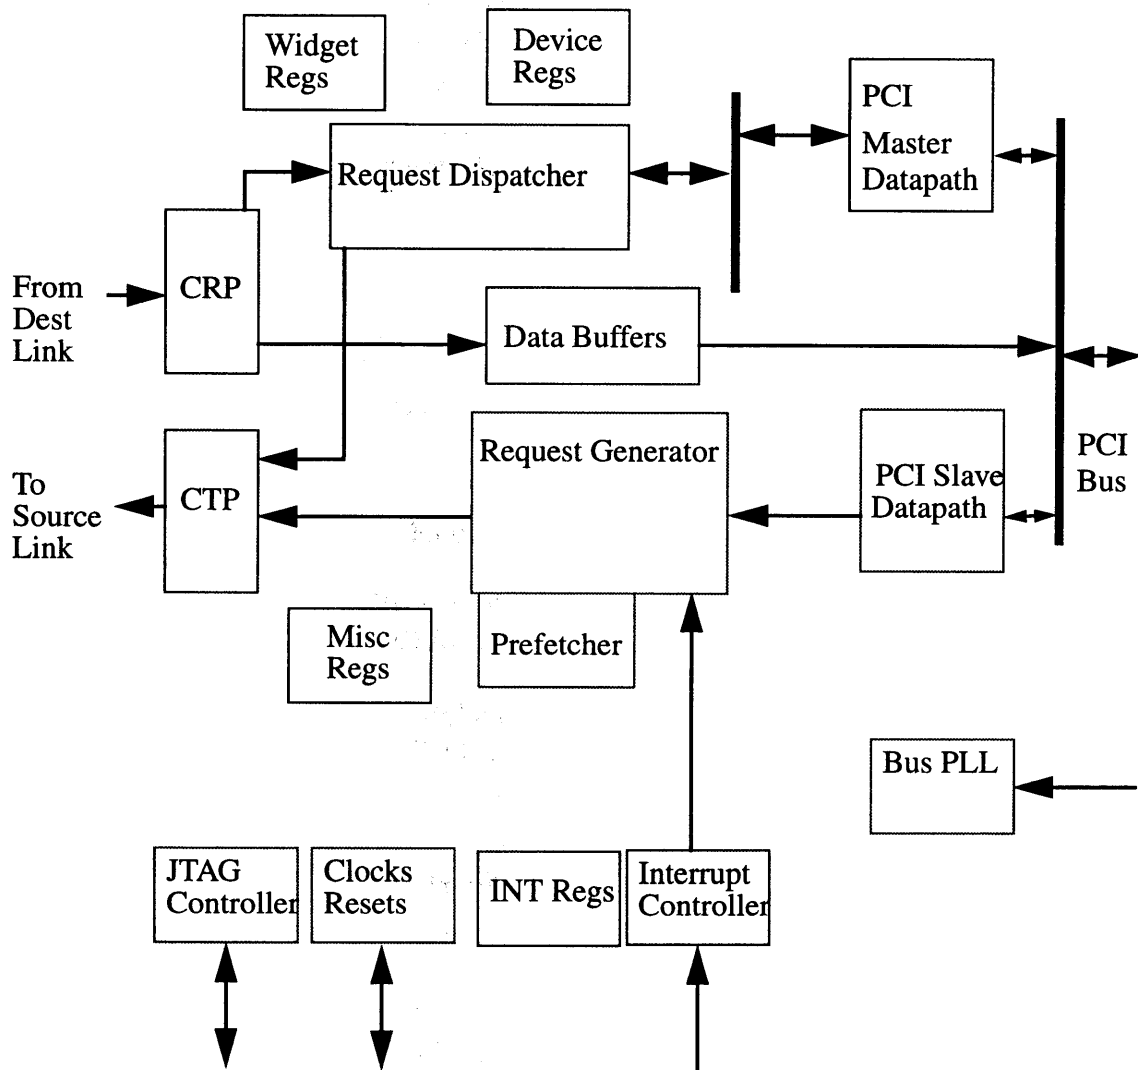 Widget
Regs
Device
Regs
PCI
Master
Datapath
Request Dispatcher
From
Dest
Link
CRP
Data Buffers
Request Generator
PCI Slave
Datapath
PCI
Bus
To
Source
Link
CTP
Misc
Regs
Prefetcher
Bus PLL
JTAG
Controller
Clocks
Resets
INT Regs
Interrupt
Controller